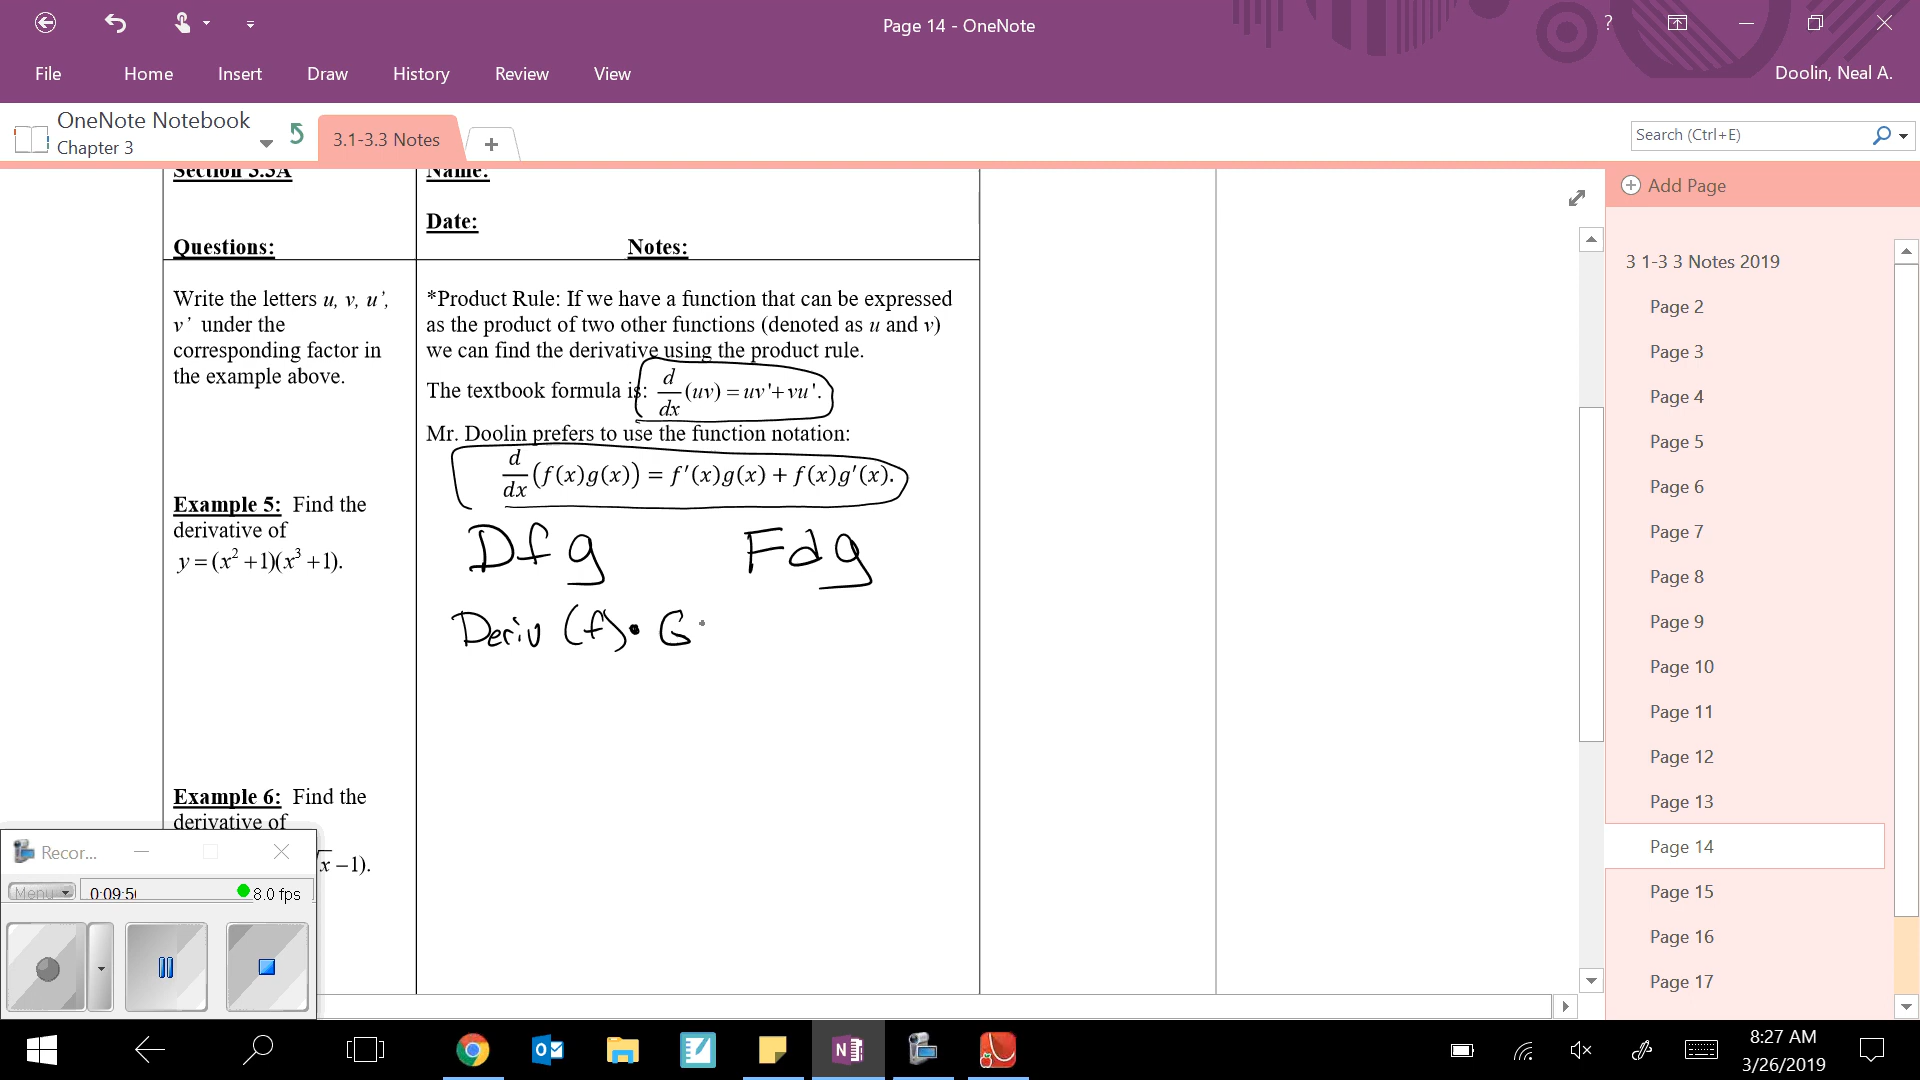 Page 14 - OneNote
?
File Home Insert Draw History Review View
Doolin, Neal A.
OneNote Notebook
Chapter 3
3.1-3.3 Notes
Search (Ctrl+E)
Add Page
3 1-3 3 Notes 2019
Page 2
Page 3
Page 4
Page 5
Page 6
Page 7
Page 8
Page 9
Page 10
Page 11
Page 12
Page 13
Page 14
Page 15
Page 16
Page 17
Section 3.3A
Name:
Date:
Questions:
Notes:
Write the letters u, v, u',
v' under the
corresponding factor in
the example above.
*Product Rule: If we have a function that can be expressed
as the product of two other functions (denoted as u and v)
we can find the derivative using the product rule.
The textbook formula is: d/dx (uv) = uv'+vu'.
Mr. Doolin prefers to use the function notation:
d/dx (f(x)g(x)) = f′(x)g(x) + f(x)g′(x).
Example 5: Find the
derivative of
y = (x² +1)(x³ +1).
Df g Fdg
Deriv (f)• G
Example 6: Find the
derivative of
√x −1).
Recor...
Menu
0:09:5
8.0 fps
8:27 AM
3/26/2019